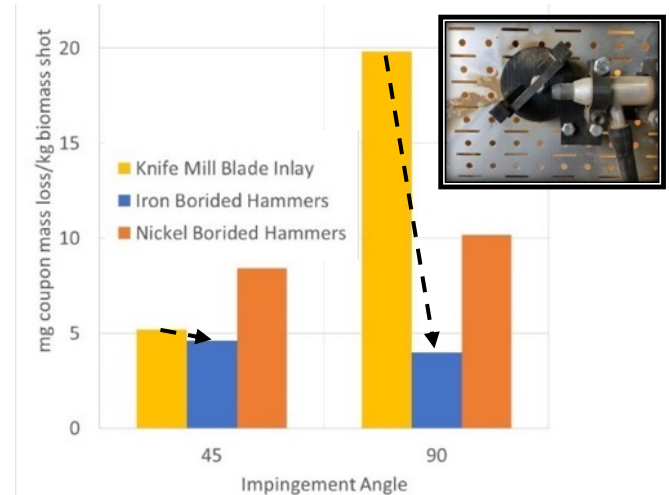 20
15
10
5
0
mg coupon mass loss/kg biomass shot
Knife Mill Blade Inlay
Iron Borided Hammers
Nickel Borided Hammers
45
90
Impingement Angle